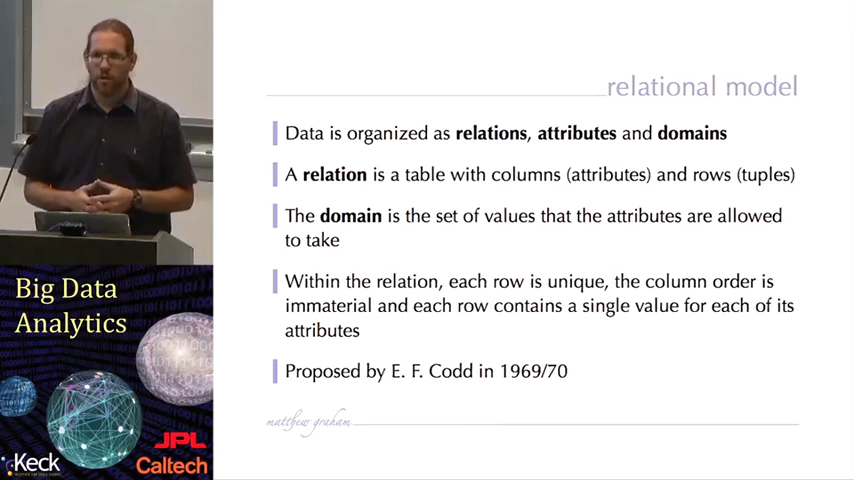 relational model
Data is organized as relations, attributes and domains
A relation is a table with columns (attributes) and rows (tuples)
The domain is the set of values that the attributes are allowed
to take
Within the relation, each row is unique, the column order is
immaterial and each row contains a single value for each of its
attributes
Proposed by E. F. Codd in 1969/70
matthew graham
Big Data
Analytics
JPL
Keck
Caltech